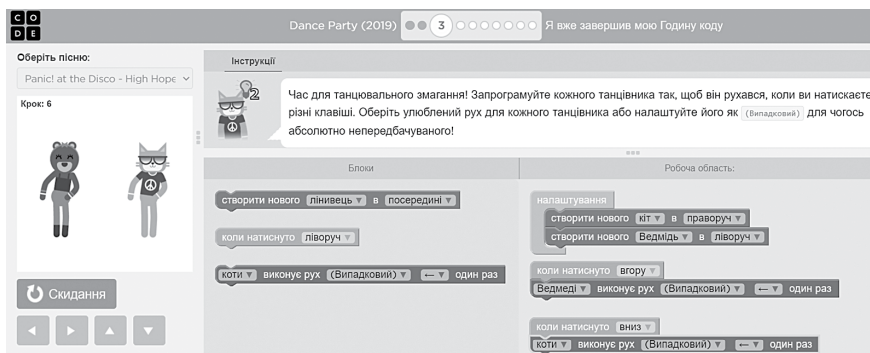 C O
D E
Dance Party (2019)
3
Я вже завершив мою Годину коду
Оберіть пісню:
Panic! at the Disco - High Hope
Крок: 6
Скидання
Інструкції
2
Час для танцювального змагання! Запрограмуйте кожного танцівника так, щоб він рухався, коли ви натискаєте
різні клавіші. Оберіть улюблений рух для кожного танцівника або налаштуйте його як (Випадковий) для чогось
абсолютно непередбачуваного!
Блоки
створити нового лінивець в посередині
коли натиснуто ліворуч
коти виконує рух (Випадковий) ← один раз
Робоча область:
налаштування
створити нового кіт в праворуч
створити нового Ведмідь в ліворуч
коли натиснуто вгору
Ведмеді виконує рух (Випадковий) ← один раз
коли натиснуто вниз
коти виконує рух (Випадковий) ← один раз